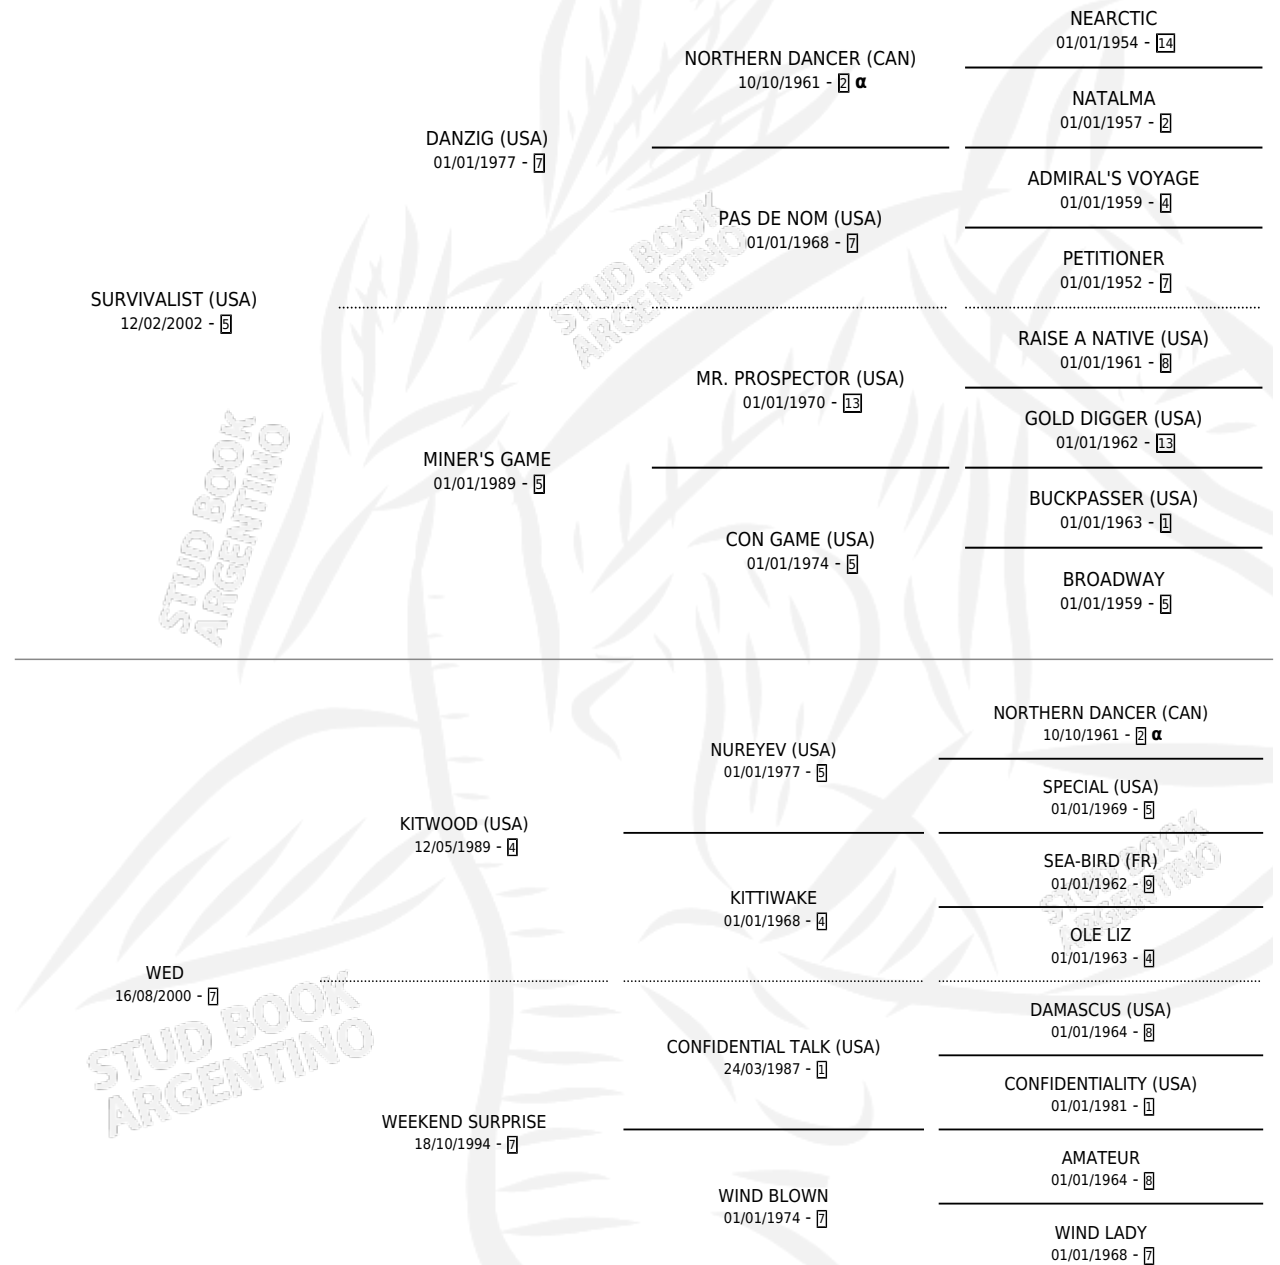 NEARCTIC
01/01/1954 - 14
NORTHERN DANCER (CAN)
10/10/1961 - 2 α
NATALMA
01/01/1957 - 2
DANZIG (USA)
01/01/1977 - 7
ADMIRAL'S VOYAGE
01/01/1959 - 4
PAS DE NOM (USA)
01/01/1968 - 7
PETITIONER
01/01/1952 - 7
STUD BOOK
ARGENTINO
SURVIVALIST (USA)
12/02/2002 - 5
RAISE A NATIVE (USA)
01/01/1961 - 8
MR. PROSPECTOR (USA)
01/01/1970 - 13
GOLD DIGGER (USA)
01/01/1962 - 13
MINER'S GAME
01/01/1989 - 5
BUCKPASSER (USA)
01/01/1963 - 1
CON GAME (USA)
01/01/1974 - 5
BROADWAY
01/01/1959 - 5
STUD BOOK
ARGENTINO
NORTHERN DANCER (CAN)
10/10/1961 - 2 α
NUREYEV (USA)
01/01/1977 - 5
SPECIAL (USA)
01/01/1969 - 5
KITWOOD (USA)
12/05/1989 - 4
SEA-BIRD (FR)
01/01/1962 - 9
KITTIWAKE
01/01/1968 - 4
OLE LIZ
01/01/1963 - 4
STUD BOOK
ARGENTINO
WED
16/08/2000 - 7
DAMASCUS (USA)
01/01/1964 - 8
CONFIDENTIAL TALK (USA)
24/03/1987 - 1
CONFIDENTIALITY (USA)
01/01/1981 - 1
STUD BOOK
ARGENTINO
WEEKEND SURPRISE
18/10/1994 - 7
AMATEUR
01/01/1964 - 8
WIND BLOWN
01/01/1974 - 7
WIND LADY
01/01/1968 - 7